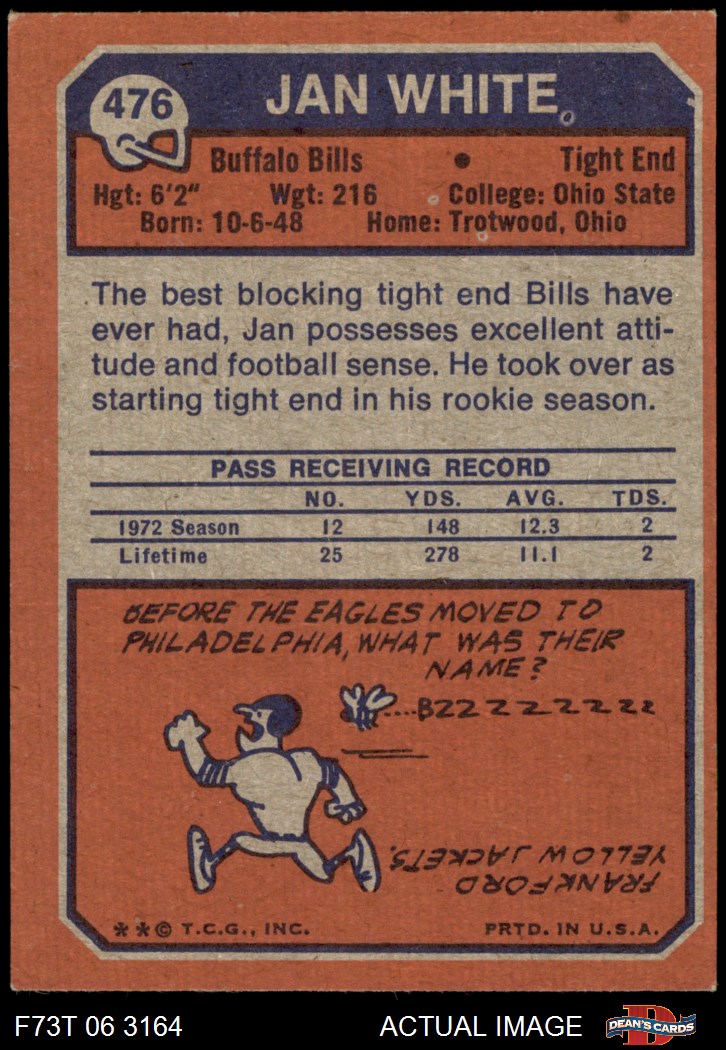 476
JAN WHITE
Buffalo Bills • Tight End
Hgt: 6'2" Wgt: 216 College: Ohio State
Born: 10-6-48 Home: Trotwood, Ohio
The best blocking tight end Bills have
ever had, Jan possesses excellent atti-
tude and football sense. He took over as
starting tight end in his rookie season.
PASS RECEIVING RECORD
NO. YDS. AVG. TDS.
1972 Season 12 148 12.3 2
Lifetime 25 278 11.1 2
BEFORE THE EAGLES MOVED TO
PHILADELPHIA, WHAT WAS THEIR
NAME?
BZZZZZZZZZ
FRANKFORD
YELLOW JACKETS.
**© T.C.G., INC. PRTD. IN U.S.A.
F73T 06 3164 ACTUAL IMAGE D DEAN'S CARDS